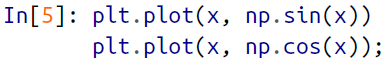 In[5]: plt.plot(x, np.sin(x))
plt.plot(x, np.cos(x));